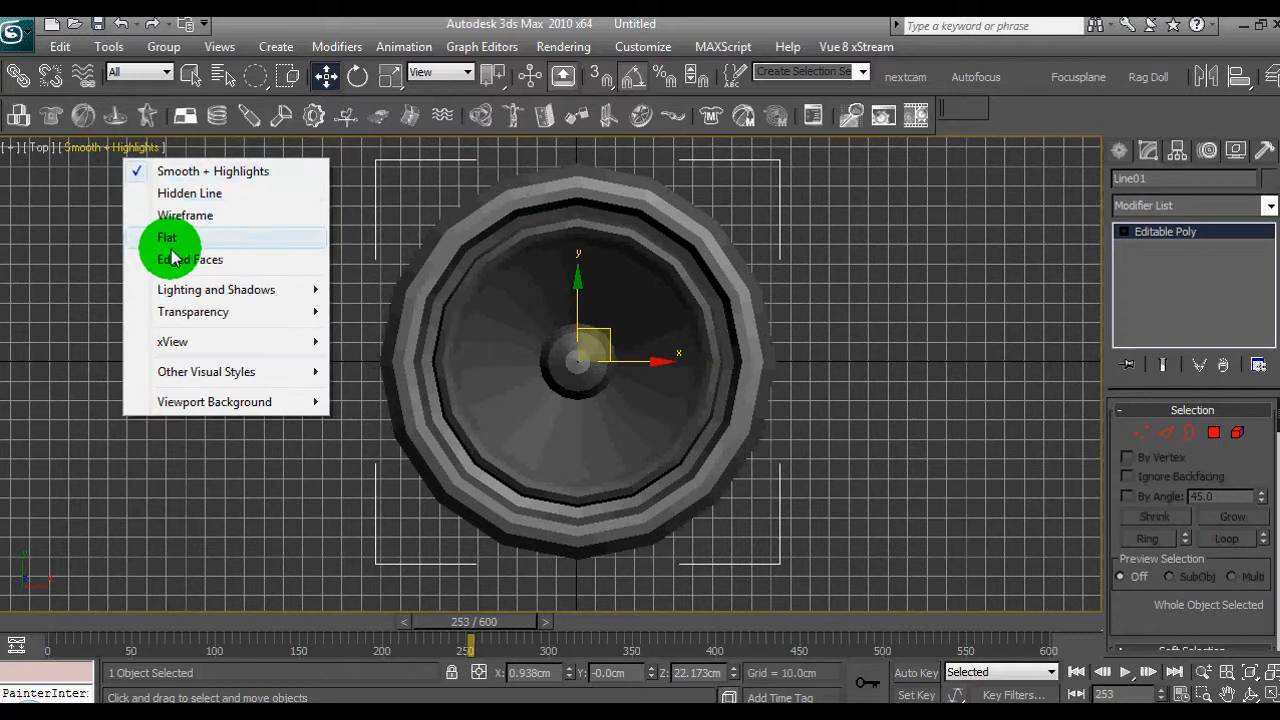 Autodesk 3ds Max 2010 x64 Untitled
Type a keyword or phrase
Edit Tools Group Views Create Modifiers Animation Graph Editors Rendering Customize MAXScript Help Vue 8 xStream
All View Create Selection Se nextcam Autofocus Focusplane Rag Doll
[ + ] [ Top ] [ Smooth + Highlights ]
Smooth + Highlights
Hidden Line
Wireframe
Flat
Edged Faces
Lighting and Shadows
Transparency
xView
Other Visual Styles
Viewport Background
y
x
Line01
Modifier List
Editable Poly
Selection
By Vertex
Ignore Backfacing
By Angle: 45.0
Shrink Grow
Ring Loop
Preview Selection
Off SubObj Multi
Whole Object Selected
< 253 / 600 >
0 50 100 150 200 250 300 350 400 450 500 550 600
1 Object Selected X: 0.938cm Y: -0.0cm Z: 22.173cm Grid = 10.0cm Auto Key Selected
PainterInter Click and drag to select and move objects Add Time Tag Set Key Key Filters... 253